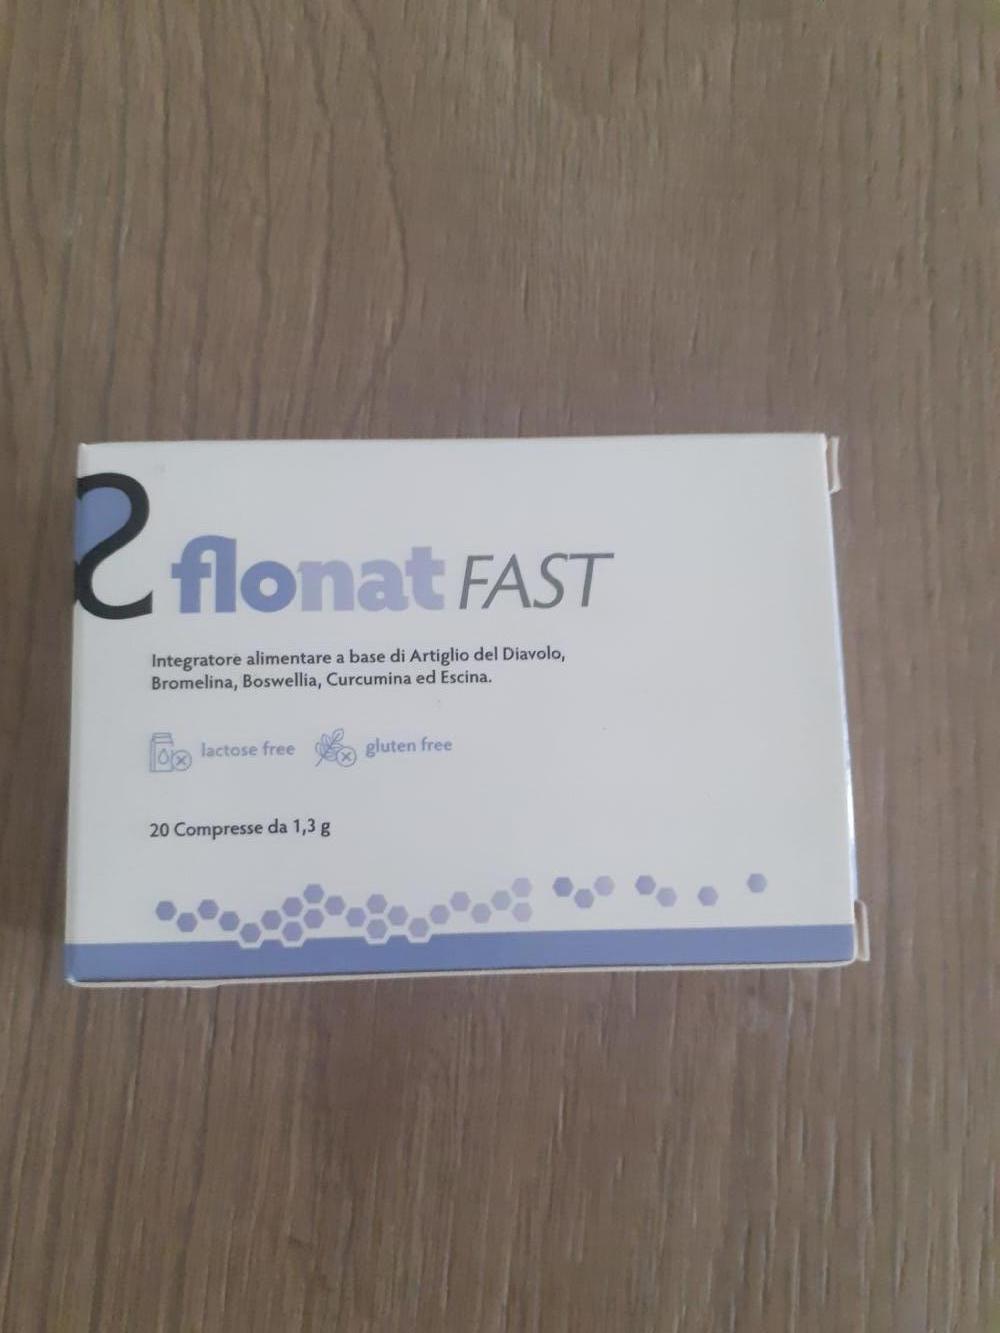 flonat FAST
Integratore alimentare a base di Artiglio del Diavolo,
Bromelina, Boswellia, Curcumina ed Escina.
lactose free gluten free
20 Compresse da 1,3 g